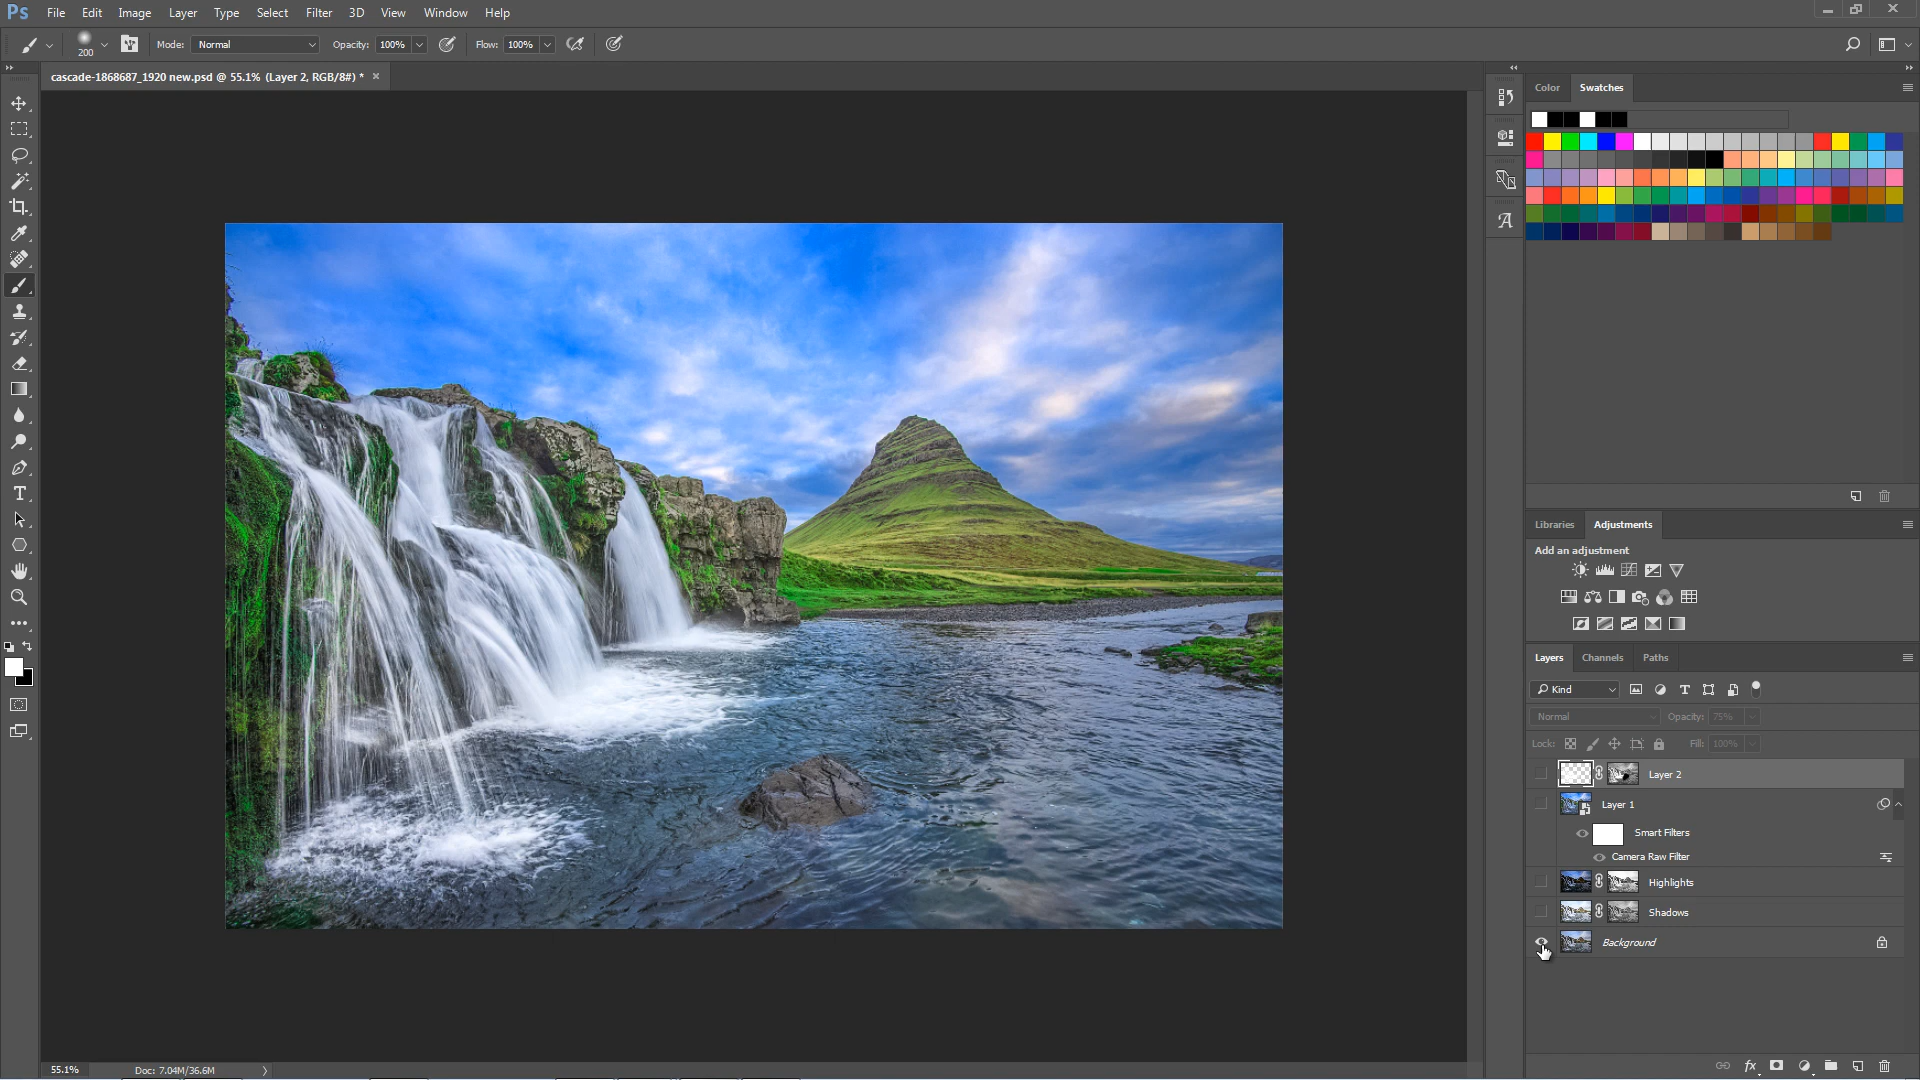 Ps File Edit Image Layer Type Select Filter 3D View Window Help
200 Mode: Normal Opacity: 100% Flow: 100%
cascade-1868687_1920 new.psd @ 55.1% (Layer 2, RGB/8#) * ×
Color Swatches
A
Libraries Adjustments
Add an adjustment
Layers Channels Paths
Kind
Normal Opacity: 75%
Lock: Fill: 100%
Layer 2
Layer 1
Smart Filters
Camera Raw Filter
Highlights
Shadows
Background
55.1% Doc: 7.04M/36.6M
fx